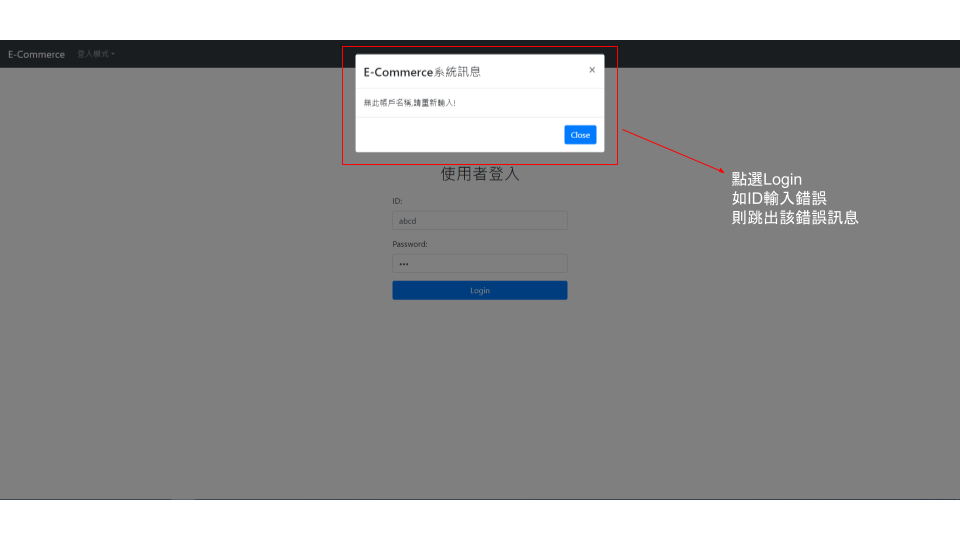 E-Commerce 登入模式
E-Commerce系統訊息 ×
無此帳戶名稱,請重新輸入!
Close
使用者登入
ID:
abcd
Password:
•••
Login
點選Login
如ID輸入錯誤
則跳出該錯誤訊息